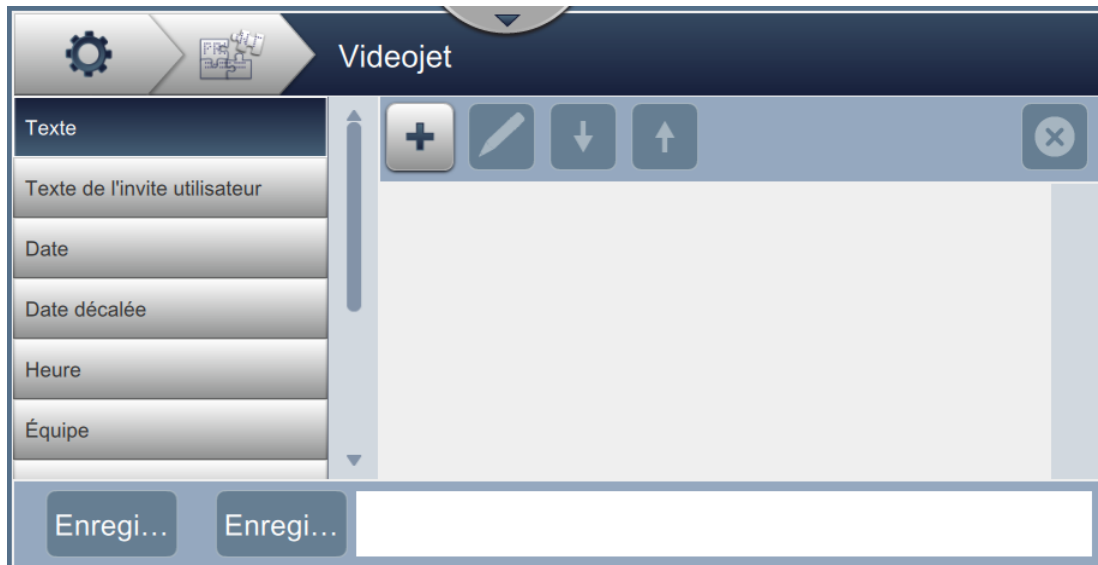 Videojet
Texte
Texte de l'invite utilisateur
Date
Date décalée
Heure
Équipe
Enregi...
Enregi...